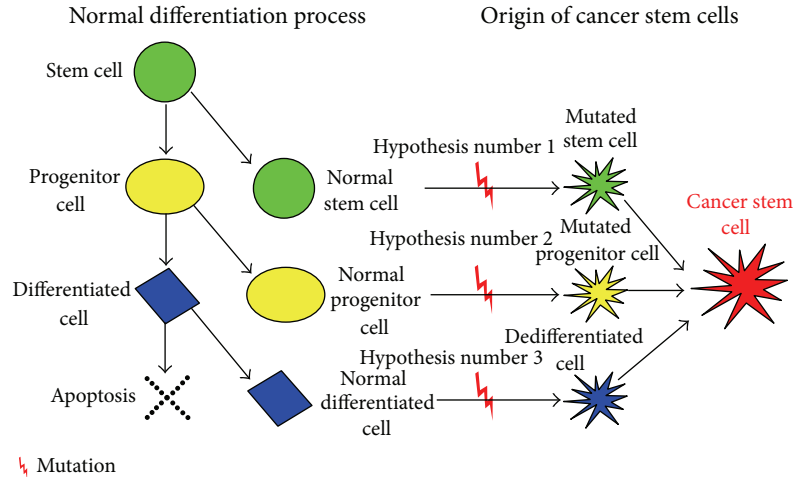 Normal differentiation process
Origin of cancer stem cells
Stem cell
Mutated
stem cell
Hypothesis number 1
Progenitor
cell
Normal
stem cell
Cancer stem
cell
Hypothesis number 2
Mutated
progenitor cell
Differentiated
cell
Normal
progenitor
cell
Dedifferentiated
cell
Hypothesis number 3
Apoptosis
Normal
differentiated
cell
Mutation